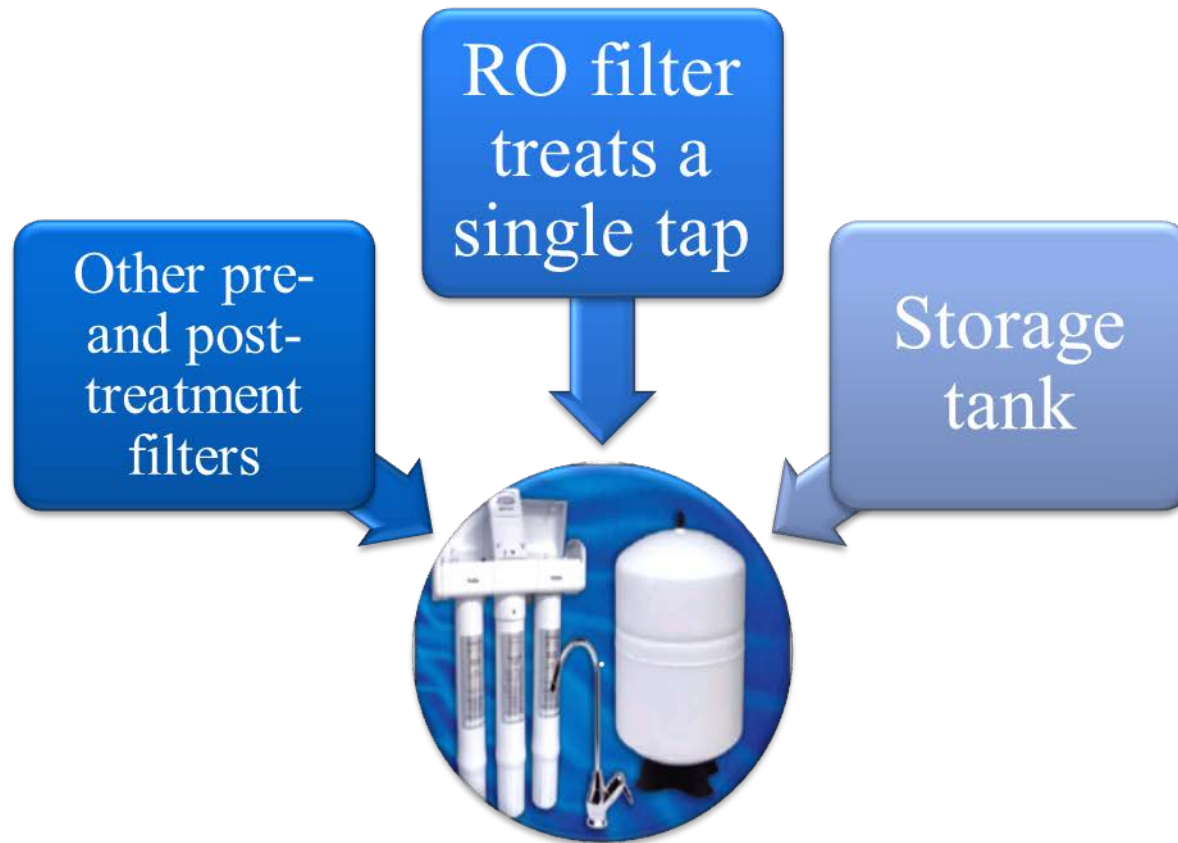 RO filter
treats a
single tap
Other pre-
and post-
treatment
filters
Storage
tank